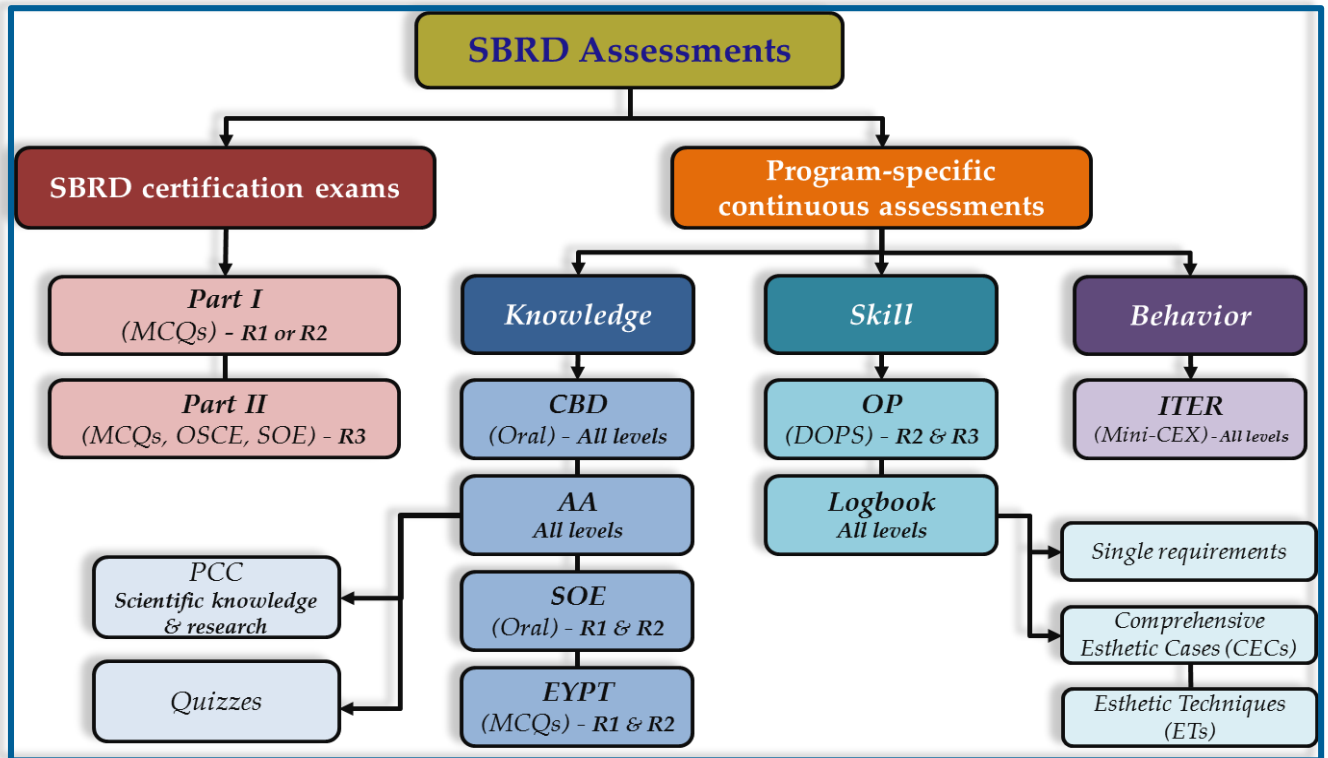 SBRD Assessments
SBRD certification exams
Program-specific
continuous assessments
Part I
(MCQs) - R1 or R2
Part II
(MCQs, OSCE, SOE) - R3
Knowledge
Skill
Behavior
CBD
(Oral) - All levels
AA
All levels
SOE
(Oral) - R1 & R2
EYPT
(MCQs) - R1 & R2
PCC
Scientific knowledge
& research
Quizzes
OP
(DOPS) - R2 & R3
Logbook
All levels
ITER
(Mini-CEX) - All levels
Single requirements
Comprehensive
Esthetic Cases (CECs)
Esthetic Techniques
(ETs)